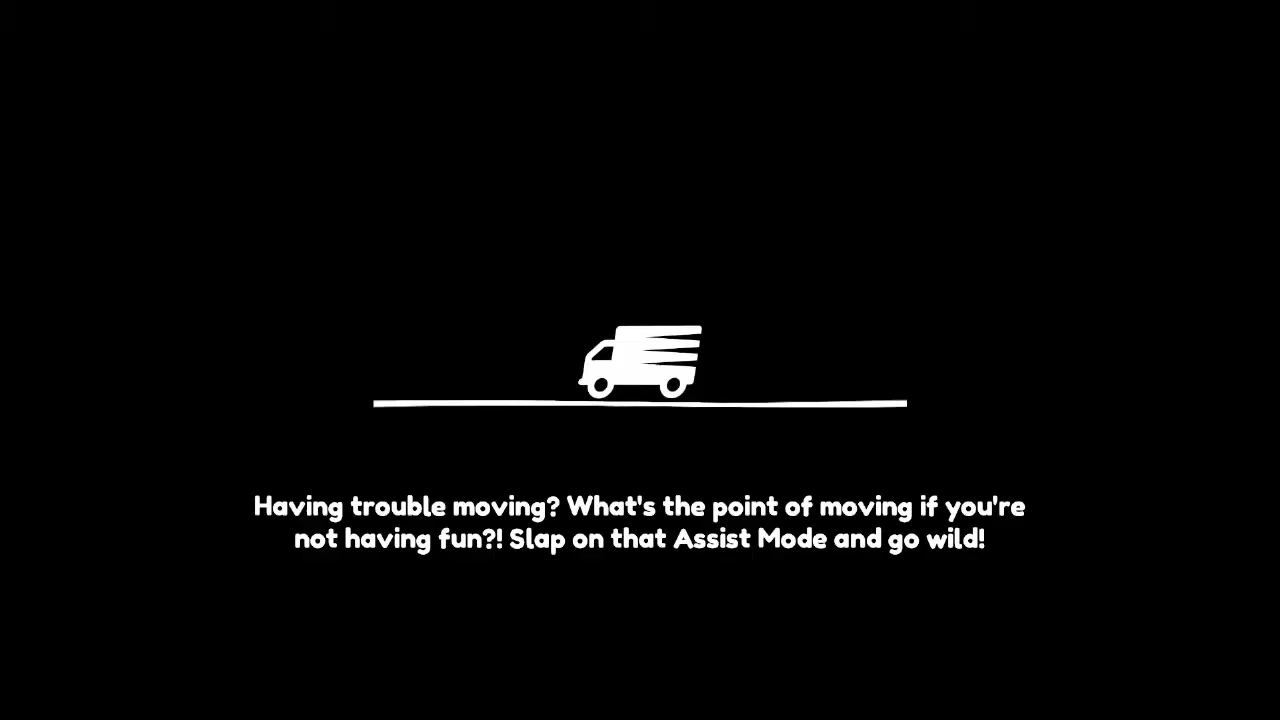 Having trouble moving? What's the point of moving if you're
not having fun?! Slap on that Assist Mode and go wild!